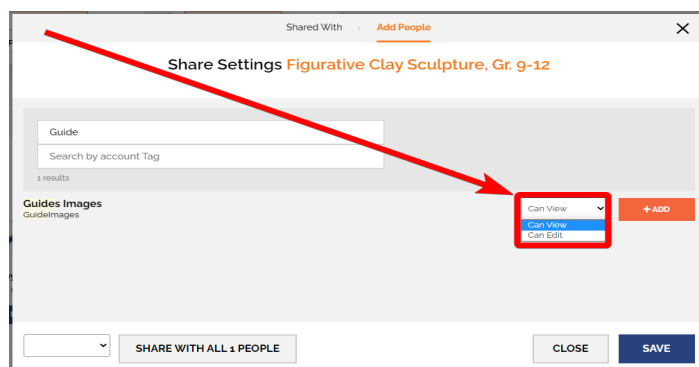 Shared With Add People
Share Settings Figurative Clay Sculpture, Gr. 9-12
Guide
Search by account Tag
1 results
Guides Images
GuideImages
Can View
+ ADD
Can View
Can Edit
SHARE WITH ALL 1 PEOPLE
CLOSE
SAVE